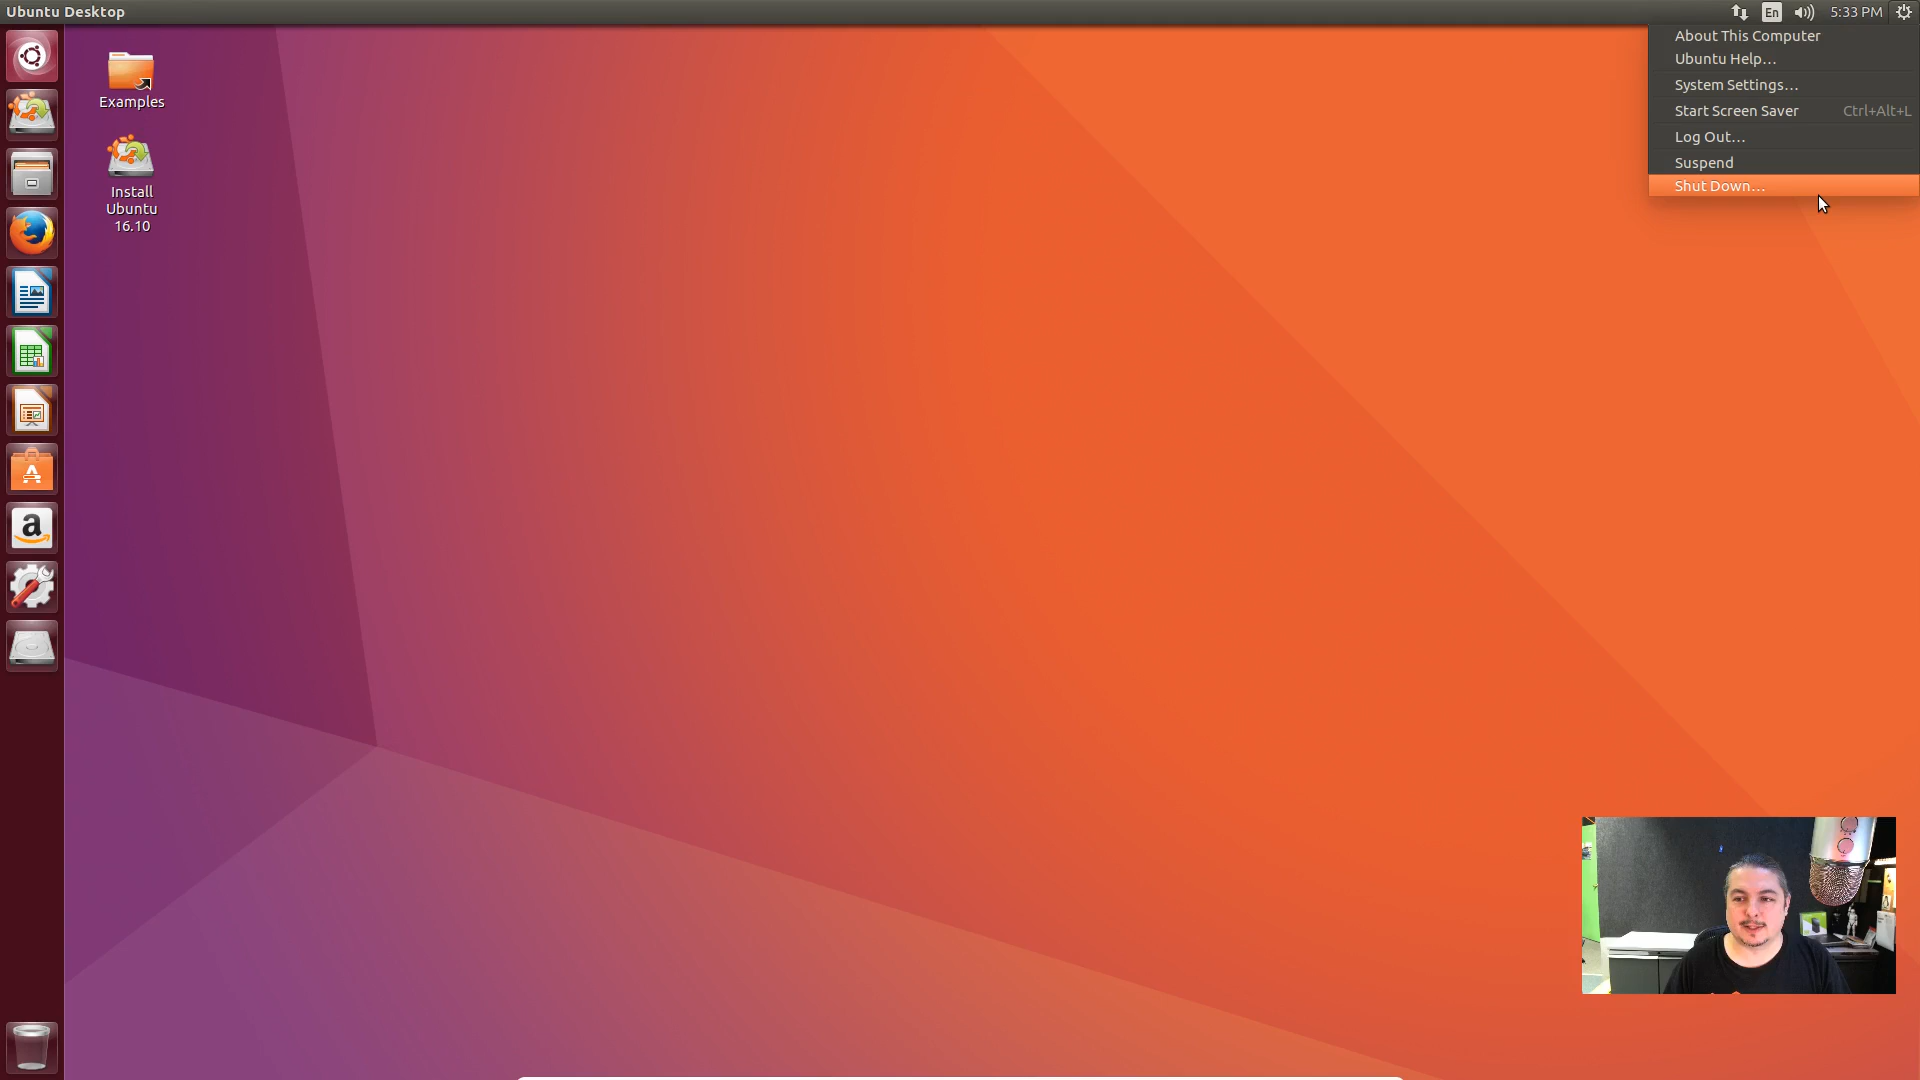 Ubuntu Desktop
En
5:33 PM
About This Computer
Ubuntu Help...
System Settings...
Start Screen Saver Ctrl+Alt+L
Log Out...
Suspend
Shut Down...
Examples
Install
Ubuntu
16.10
A
a